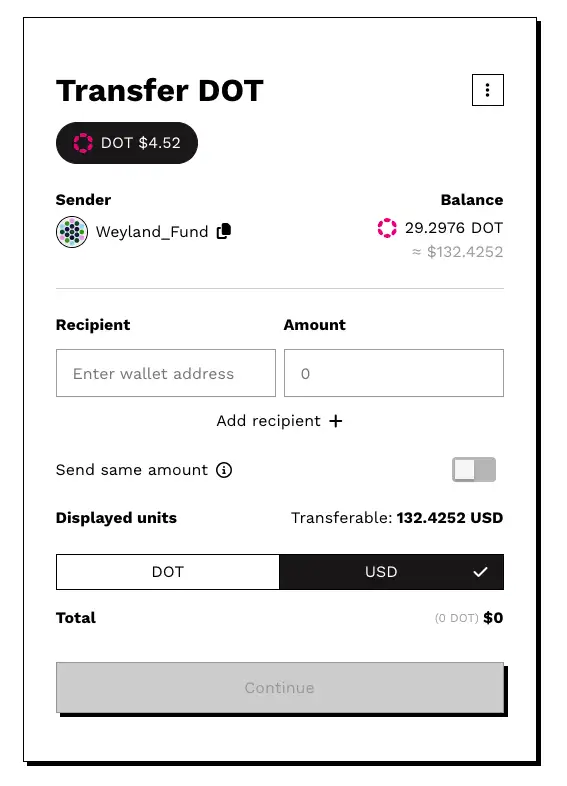 Transfer DOT
DOT $4.52
Sender
Balance
Weyland_Fund
29.2976 DOT
≈ $132.4252
Recipient
Amount
Enter wallet address
0
Add recipient +
Send same amount
Displayed units
Transferable: 132.4252 USD
DOT
USD
Total
(0 DOT) $0
Continue